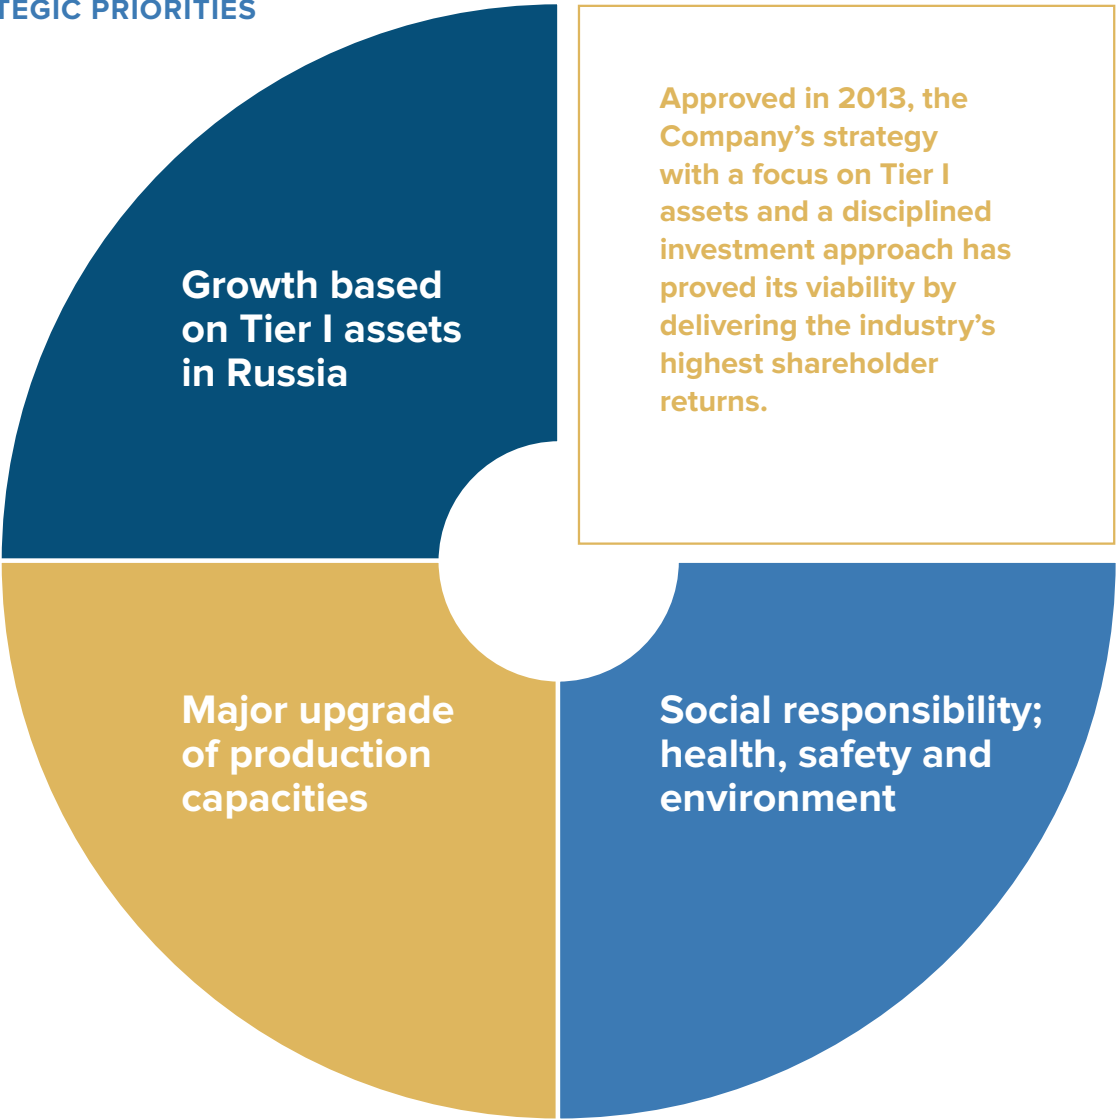 TEGIC PRIORITIES
Approved in 2013, the
Company’s strategy
with a focus on Tier I
assets and a disciplined
investment approach has
proved its viability by
delivering the industry’s
highest shareholder
returns.
Growth based
on Tier I assets
in Russia
Major upgrade
of production
capacities
Social responsibility;
health, safety and
environment